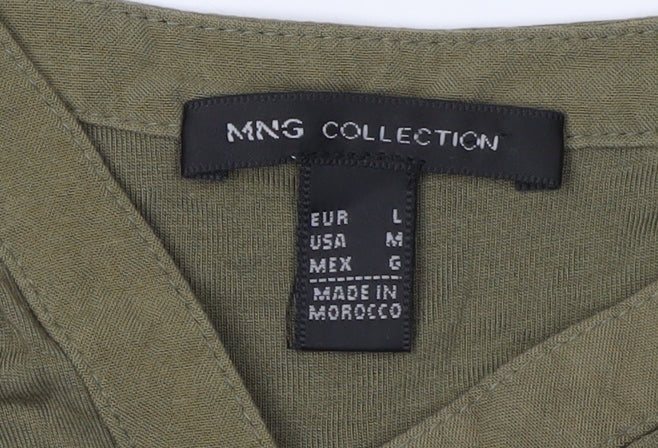 MNG COLLECTION
EUR L
USA M
MEX G
MADE IN
MOROCCO